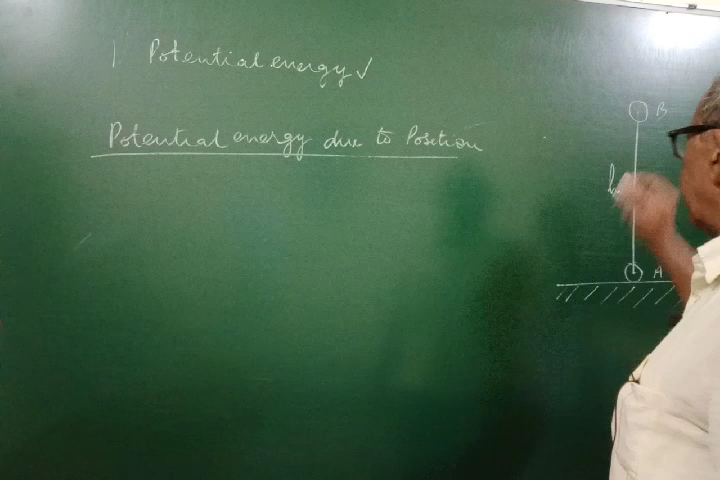 1 Potential energy ✓
Potential energy due to Position
B
h
A